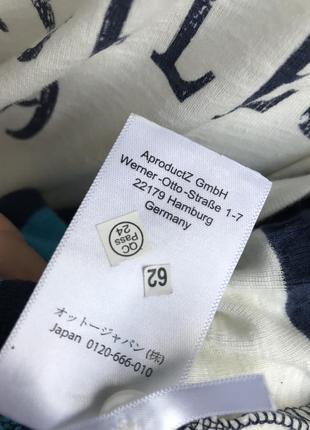 AproductZ GmbH
Werner-Otto-Straße 1-7
22179 Hamburg
Germany
QC
Pass
24
62
オットージャパン(株)
Japan 0120-666-010